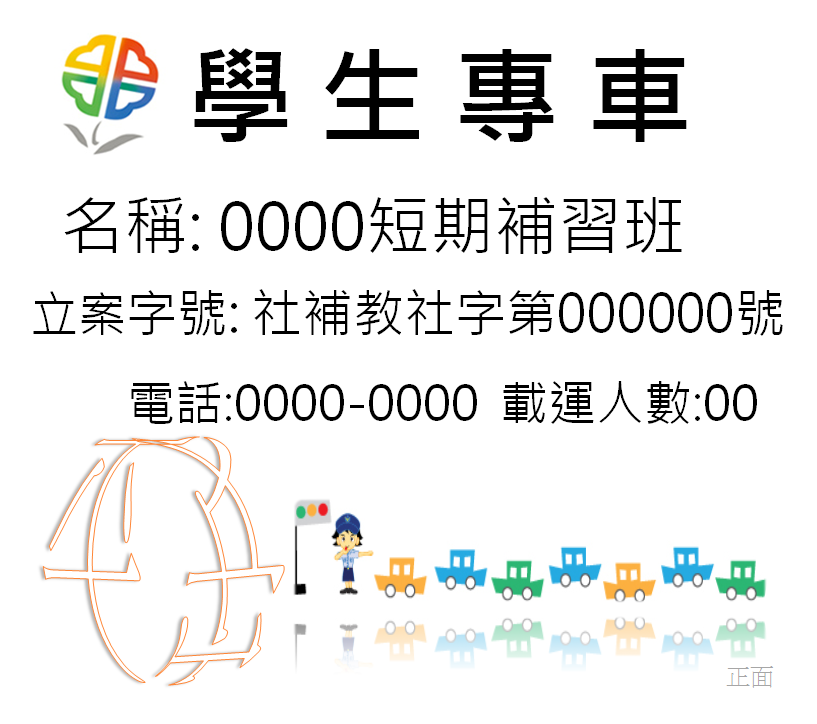 學生專車
名稱: 0000短期補習班
立案字號: 社補教社字第000000號
電話:0000-0000 載運人數:00
正面